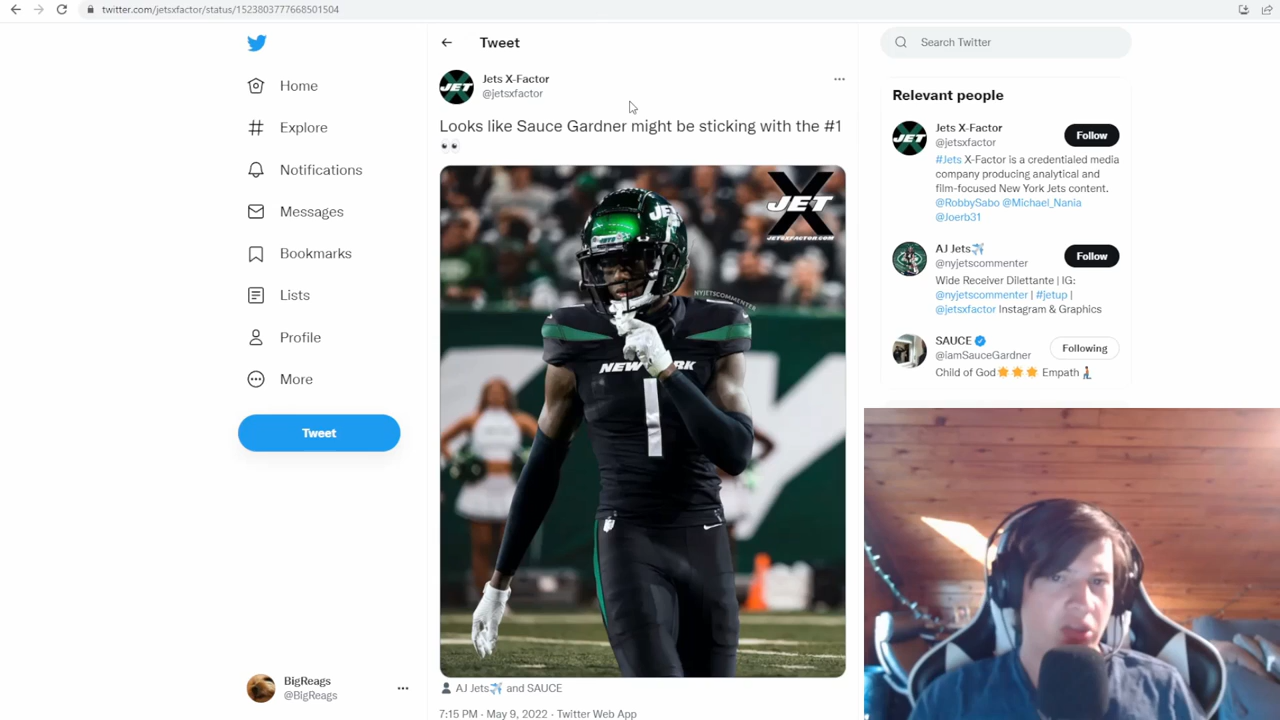 twitter.com/jetsxfactor/status/1523803777668501504
Home
Explore
Notifications
Messages
Bookmarks
Lists
Profile
More
Tweet
BigReags
@BigReags
Tweet
Jets X-Factor
@jetsxfactor
Looks like Sauce Gardner might be sticking with the #1
👀
JET
JETSXFACTOR.COM
NYJETSCOMMENTER
NEW YORK
1
AJ Jets✈️ and SAUCE
7:15 PM · May 9, 2022 · Twitter Web App
Search Twitter
Relevant people
Jets X-Factor
@jetsxfactor
Follow
#Jets X-Factor is a credentialed media
company producing analytical and
film-focused New York Jets content.
@RobbySabo @Michael_Nania
@Joerb31
AJ Jets✈️
@nyjetscommenter
Follow
Wide Receiver Dilettante | IG:
@nyjetscommenter | #jetup |
@jetsxfactor Instagram & Graphics
SAUCE
@iamSauceGardner
Following
Child of God⭐⭐⭐ Empath🧎